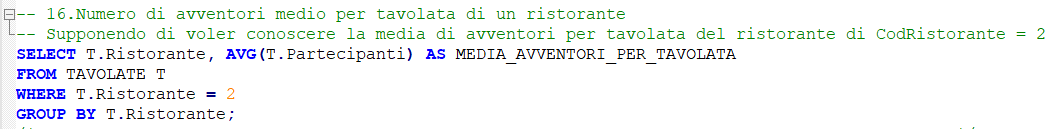 -- 16.Numero di avventori medio per tavolata di un ristorante
-- Supponendo di voler conoscere la media di avventori per tavolata del ristorante di CodRistorante = 2
SELECT T.Ristorante, AVG(T.Partecipanti) AS MEDIA_AVVENTORI_PER_TAVOLATA
FROM TAVOLATE T
WHERE T.Ristorante = 2
GROUP BY T.Ristorante;